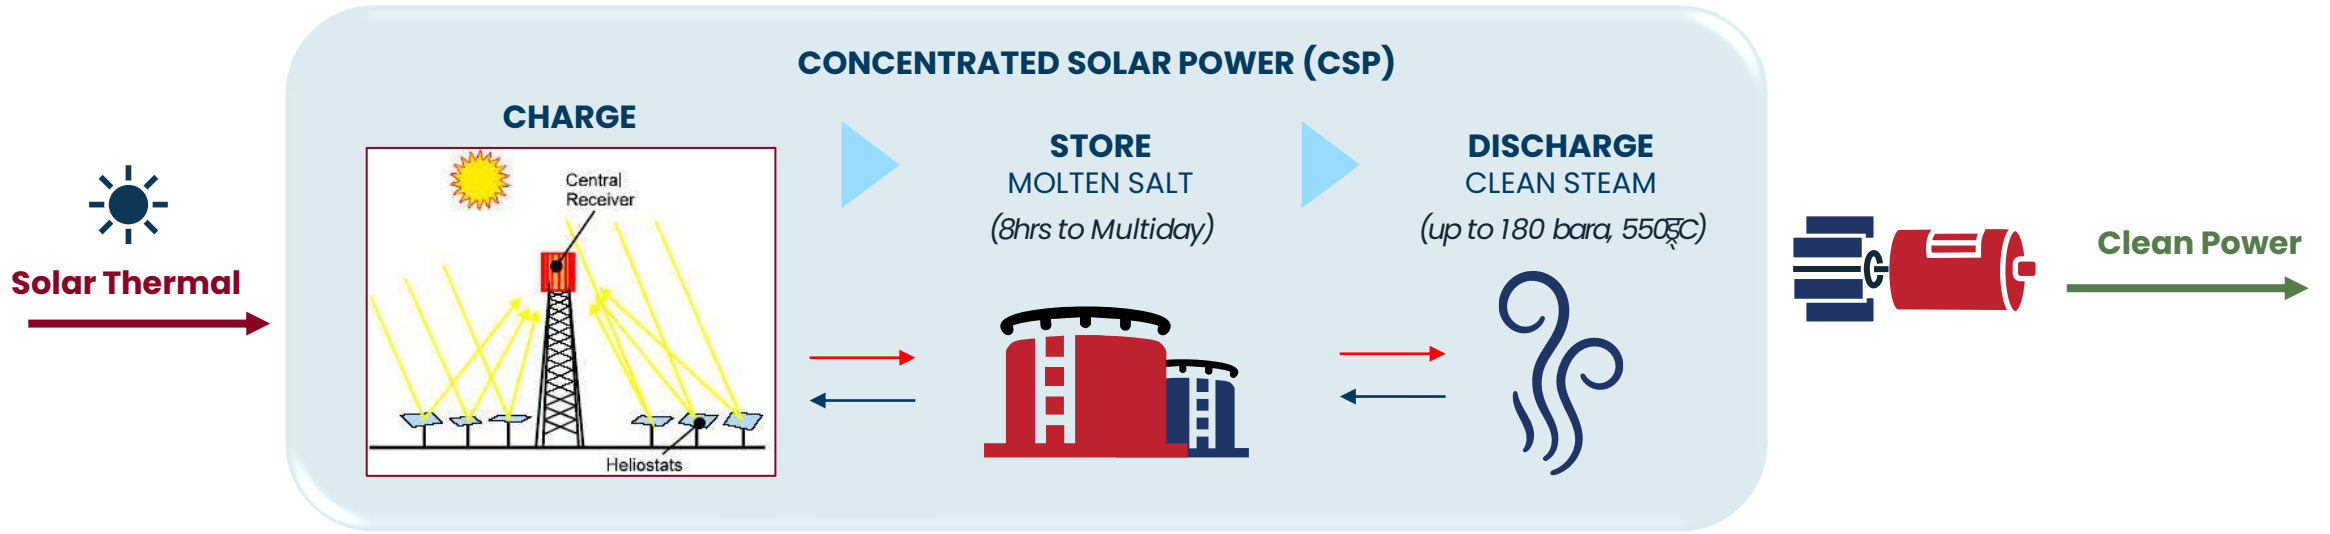 CONCENTRATED SOLAR POWER (CSP)
CHARGE
Central
Receiver
Heliostats
STORE
MOLTEN SALT
(8hrs to Multiday)
DISCHARGE
CLEAN STEAM
(up to 180 bara,
Solar Thermal
Clean Power